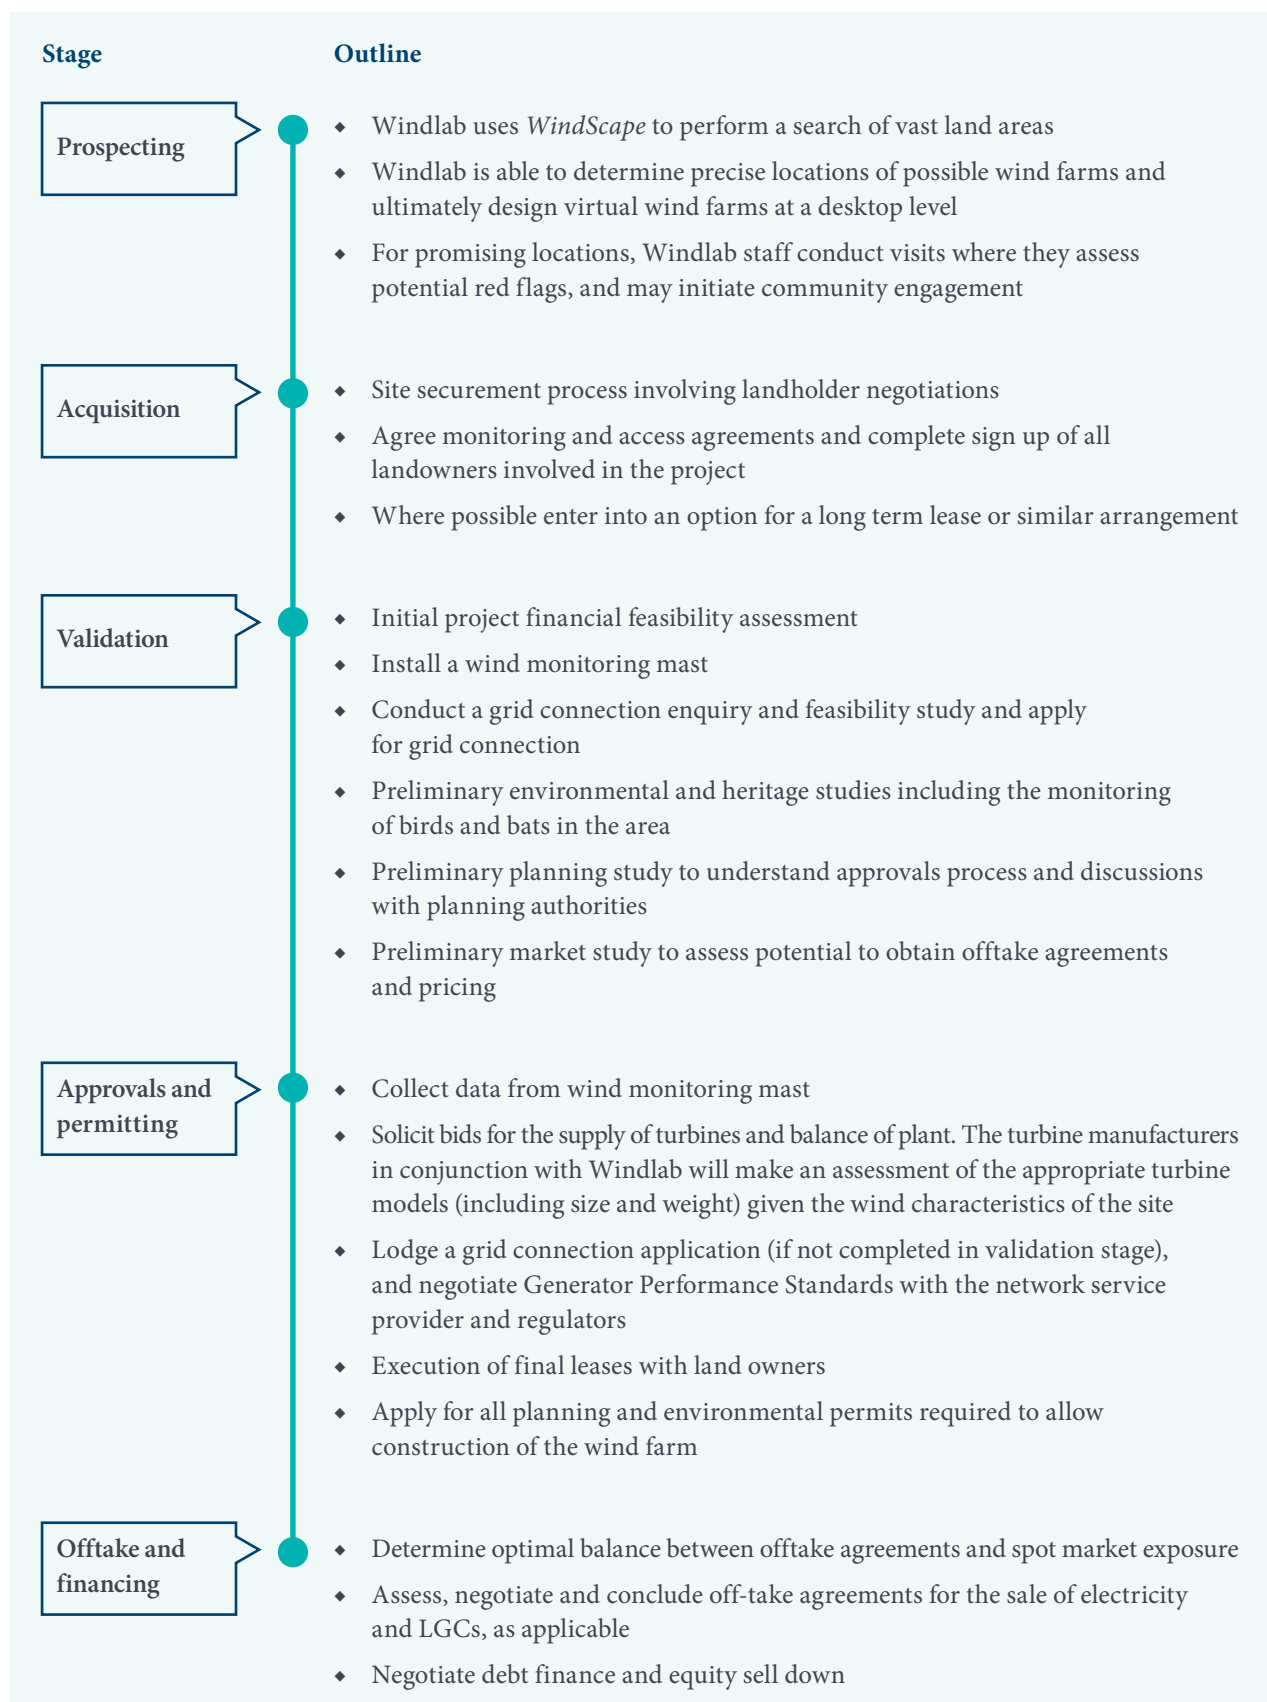 Stage
Outline
Prospecting
◆ Windlab uses WindScape to perform a search of vast land areas
◆ Windlab is able to determine precise locations of possible wind farms and
ultimately design virtual wind farms at a desktop level
◆ For promising locations, Windlab staff conduct visits where they assess
potential red flags, and may initiate community engagement
Acquisition
◆ Site securement process involving landholder negotiations
◆ Agree monitoring and access agreements and complete sign up of all
landowners involved in the project
◆ Where possible enter into an option for a long term lease or similar arrangement
Validation
◆ Initial project financial feasibility assessment
◆ Install a wind monitoring mast
◆ Conduct a grid connection enquiry and feasibility study and apply
for grid connection
◆ Preliminary environmental and heritage studies including the monitoring
of birds and bats in the area
◆ Preliminary planning study to understand approvals process and discussions
with planning authorities
◆ Preliminary market study to assess potential to obtain offtake agreements
and pricing
Approvals and
permitting
◆ Collect data from wind monitoring mast
◆ Solicit bids for the supply of turbines and balance of plant. The turbine manufacturers
in conjunction with Windlab will make an assessment of the appropriate turbine
models (including size and weight) given the wind characteristics of the site
◆ Lodge a grid connection application (if not completed in validation stage),
and negotiate Generator Performance Standards with the network service
provider and regulators
◆ Execution of final leases with land owners
◆ Apply for all planning and environmental permits required to allow
construction of the wind farm
Offtake and
financing
◆ Determine optimal balance between offtake agreements and spot market exposure
◆ Assess, negotiate and conclude off-take agreements for the sale of electricity
and LGCs, as applicable
◆ Negotiate debt finance and equity sell down